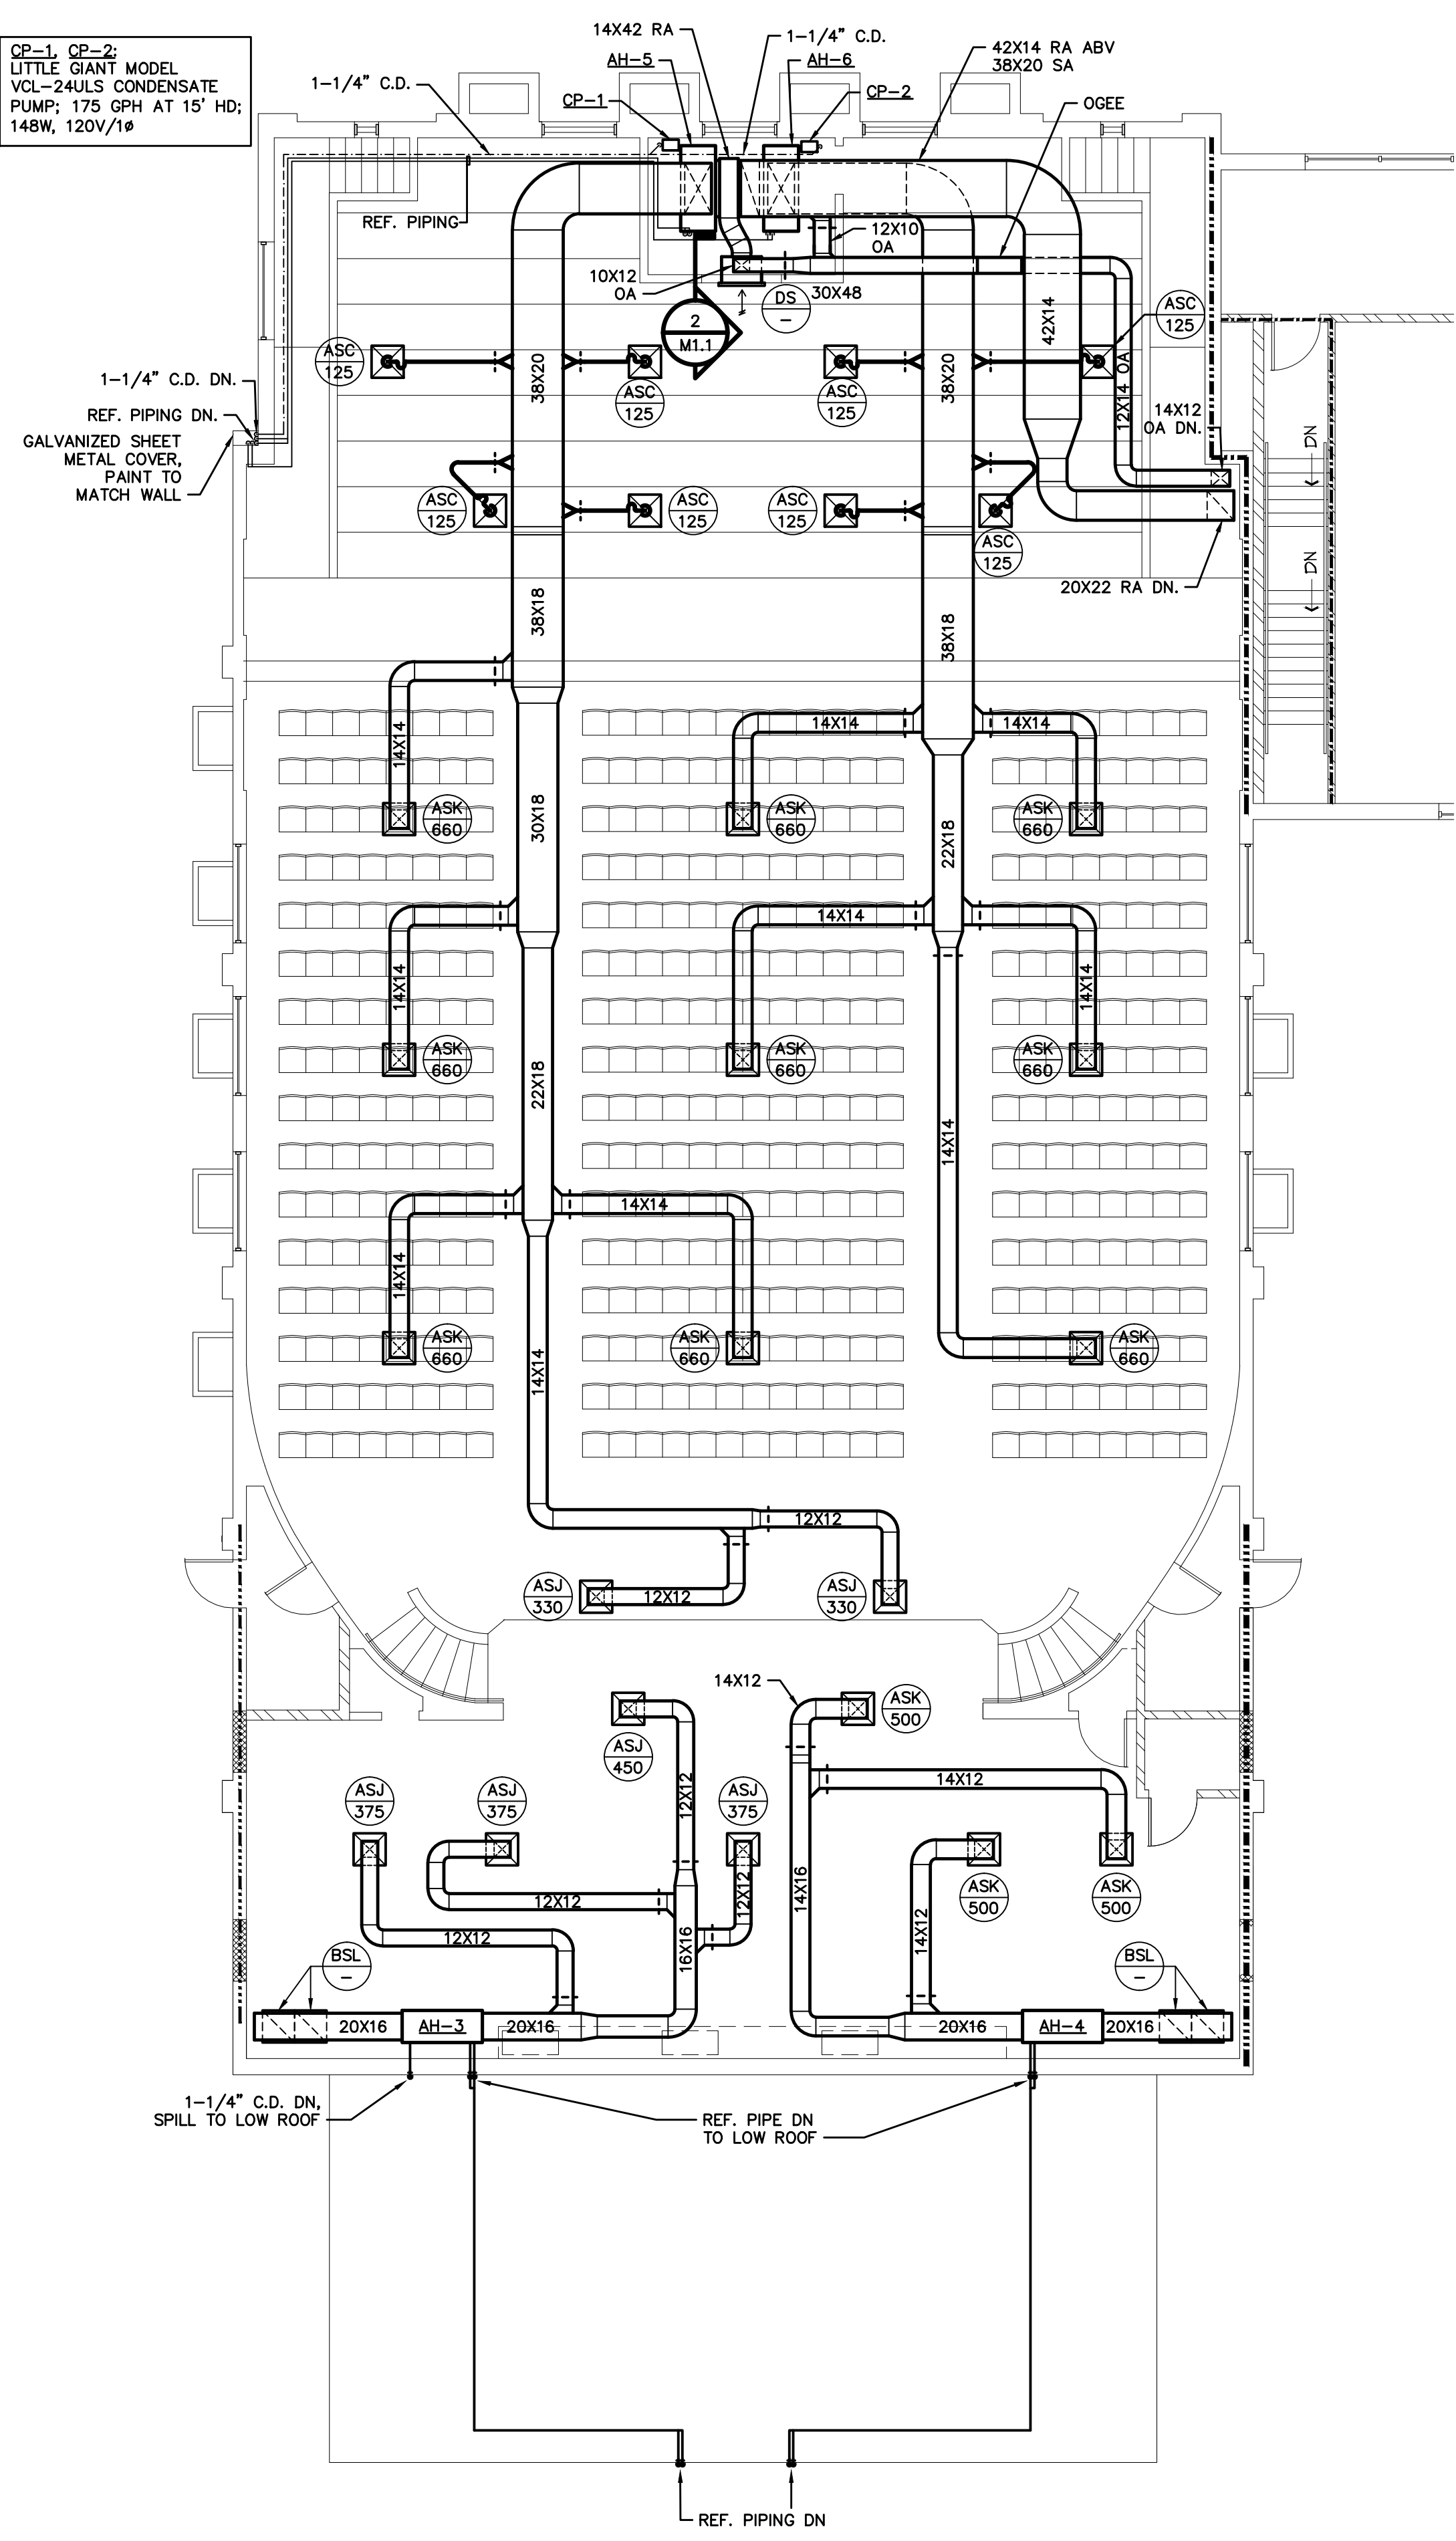 CP-1, CP-2:
LITTLE GIANT MODEL
VCL-24ULS CONDENSATE
PUMP; 175 GPH AT 15' HD;
148W, 120V/1ø
14X42 RA
1-1/4" C.D.
42X14 RA ABV
38X20 SA
AH-5
AH-6
1-1/4" C.D.
CP-1
CP-2
OGEE
REF. PIPING
12X10
OA
10X12
OA
DS
-
30X48
2
M1.1
42X14
ASC
125
ASC
125
38X20
38X20
12X14 OA
1-1/4" C.D. DN.
ASC
125
ASC
125
14X12
OA DN.
DN
REF. PIPING DN.
GALVANIZED SHEET
METAL COVER,
PAINT TO
MATCH WALL
ASC
125
ASC
125
ASC
125
ASC
125
DN
20X22 RA DN.
38X18
38X18
14X14
14X14
14X14
ASK
660
ASK
660
ASK
660
30X18
22X18
14X14
14X14
14X14
ASK
660
ASK
660
ASK
660
22X18
14X14
14X14
14X14
ASK
660
ASK
660
ASK
660
14X14
12X12
ASJ
330
12X12
ASJ
330
14X12
ASJ
450
ASK
500
12X12
14X12
ASJ
375
ASJ
375
ASJ
375
12X12
12X12
12X12
16X16
14X16
14X12
ASK
500
ASK
500
BSL
-
BSL
-
20X16
AH-3
20X16
20X16
AH-4
20X16
1-1/4" C.D. DN,
SPILL TO LOW ROOF
REF. PIPE DN
TO LOW ROOF
REF. PIPING DN